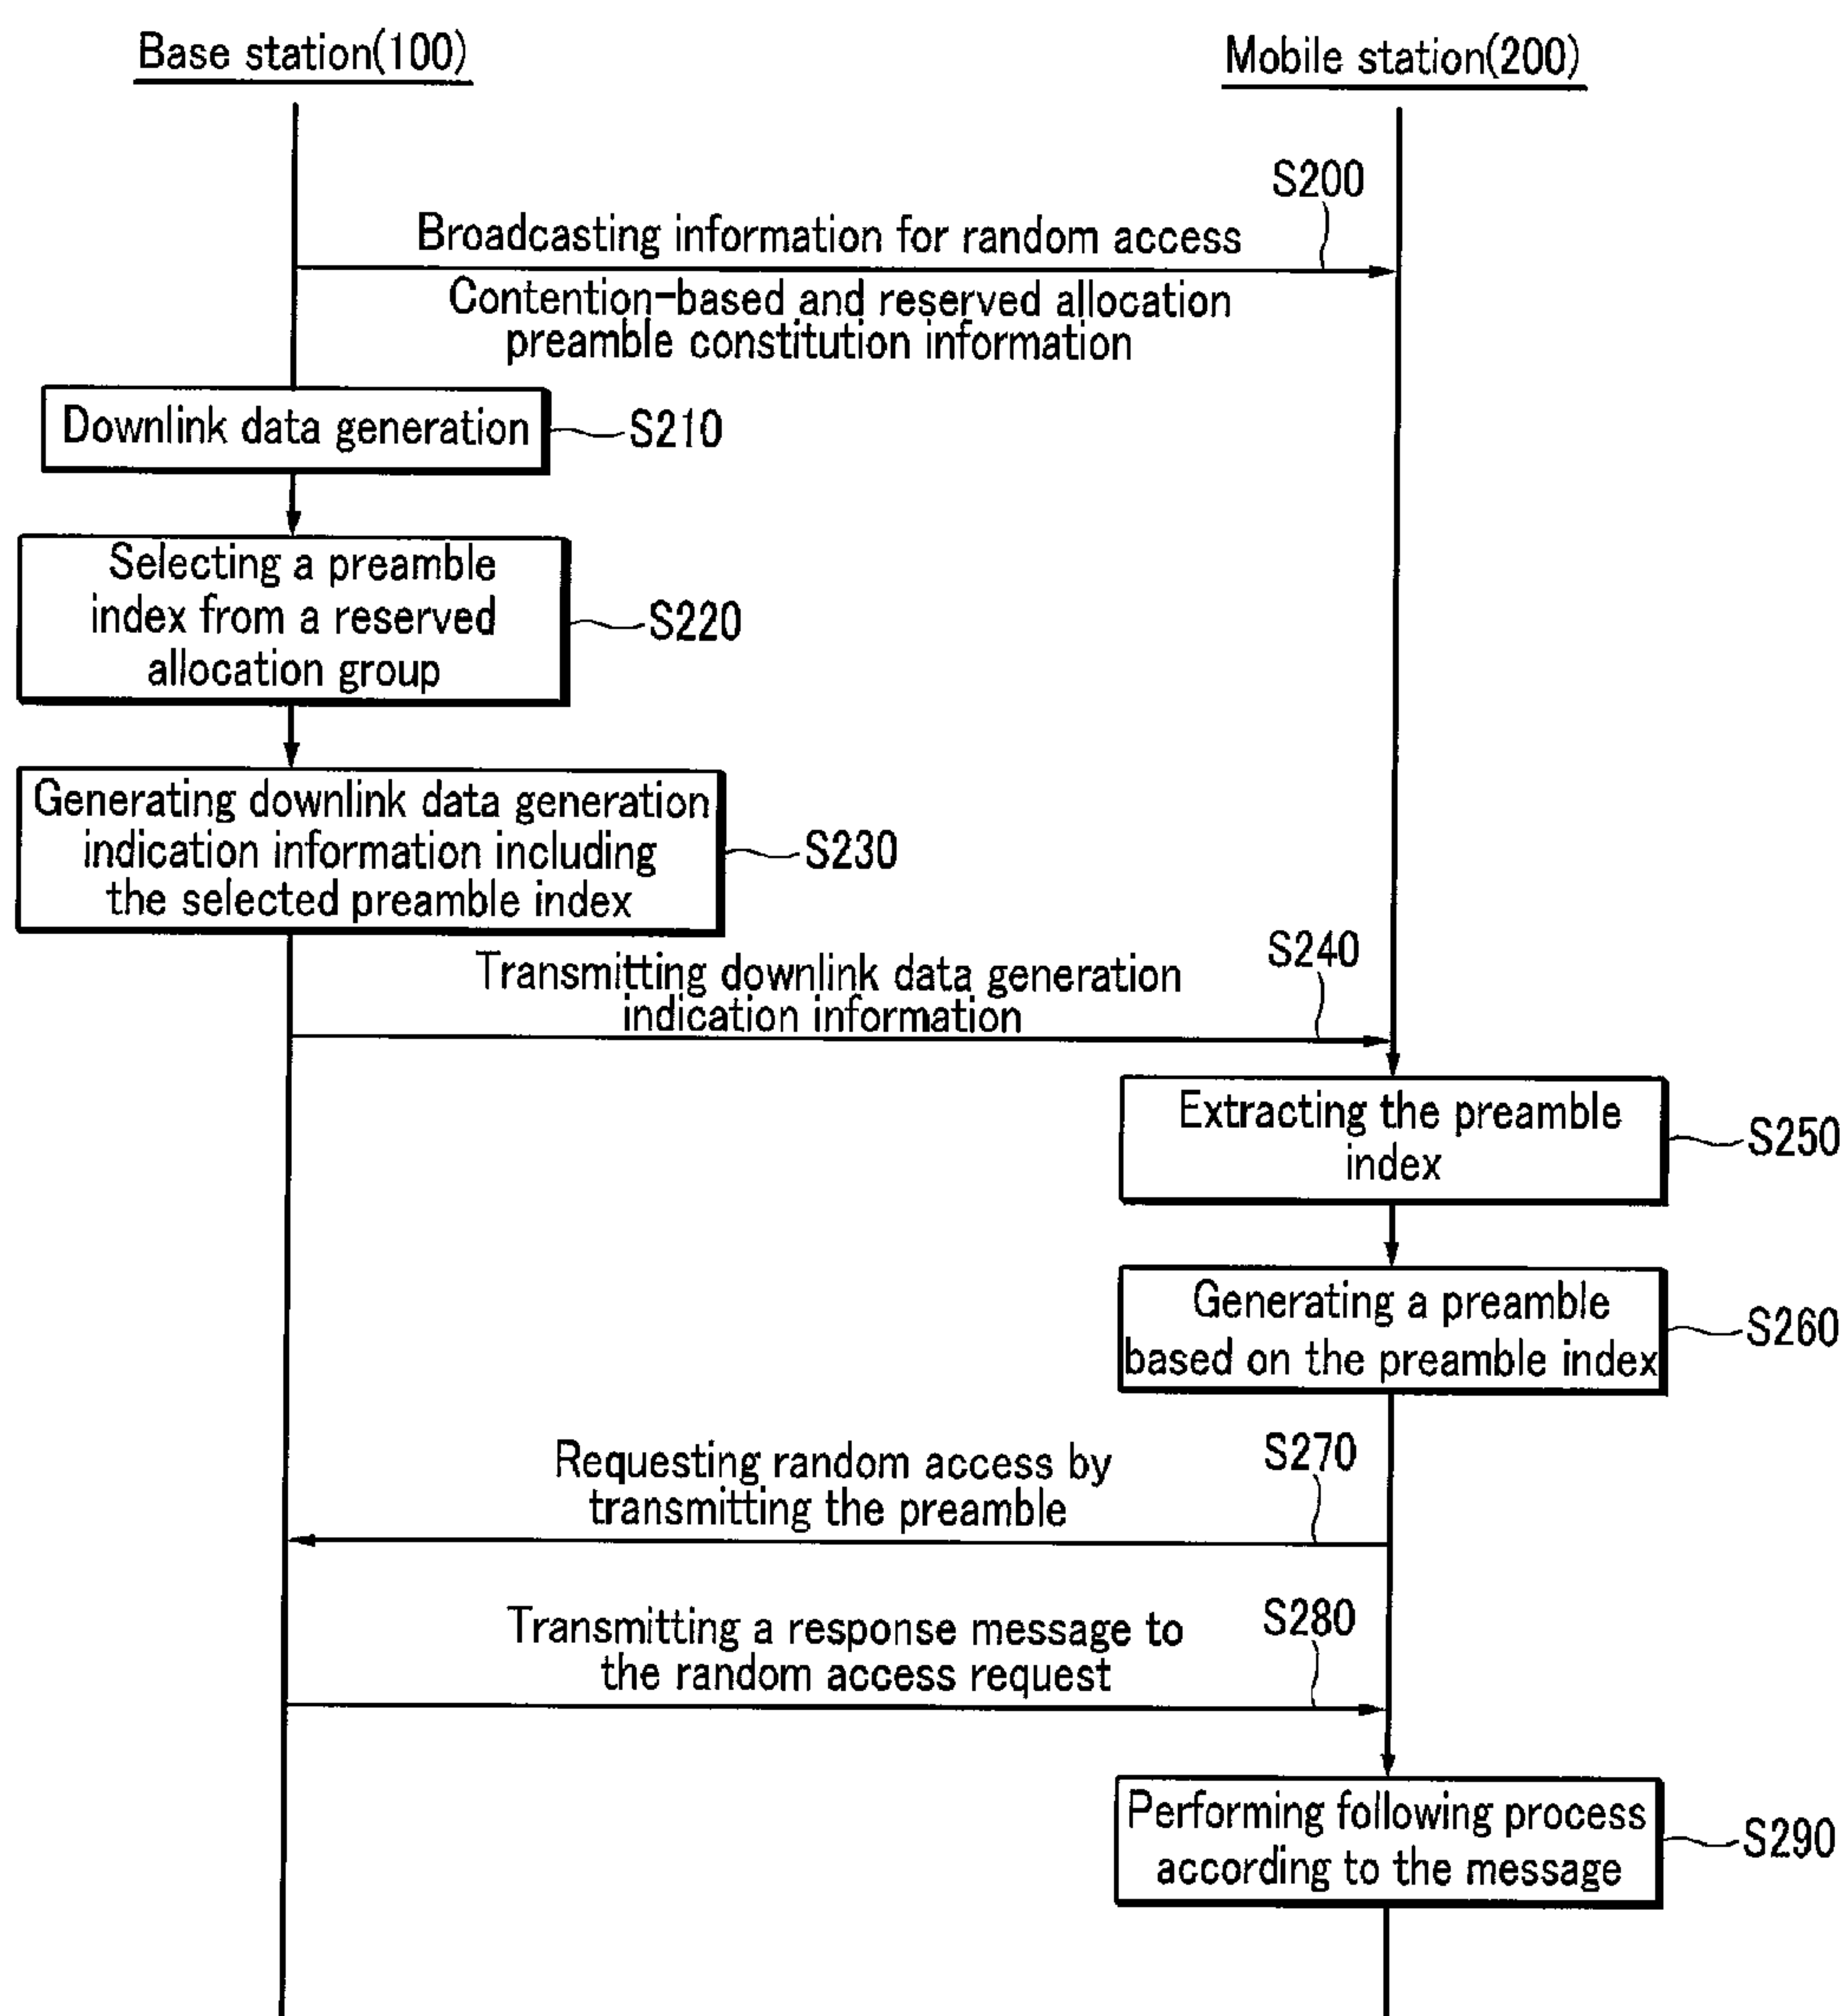 Base station(100)
Mobile station(200)
S200
Broadcasting information for random access
Contention-based and reserved allocation
preamble constitution information
Downlink data generation
S210
Selecting a preamble
index from a reserved
allocation group
S220
Generating downlink data generation
indication information including
the selected preamble index
S230
Transmitting downlink data generation
indication information
S240
Extracting the preamble
index
S250
Generating a preamble
based on the preamble index
S260
Requesting random access by
transmitting the preamble
S270
Transmitting a response message to
the random access request
S280
Performing following process
according to the message
S290